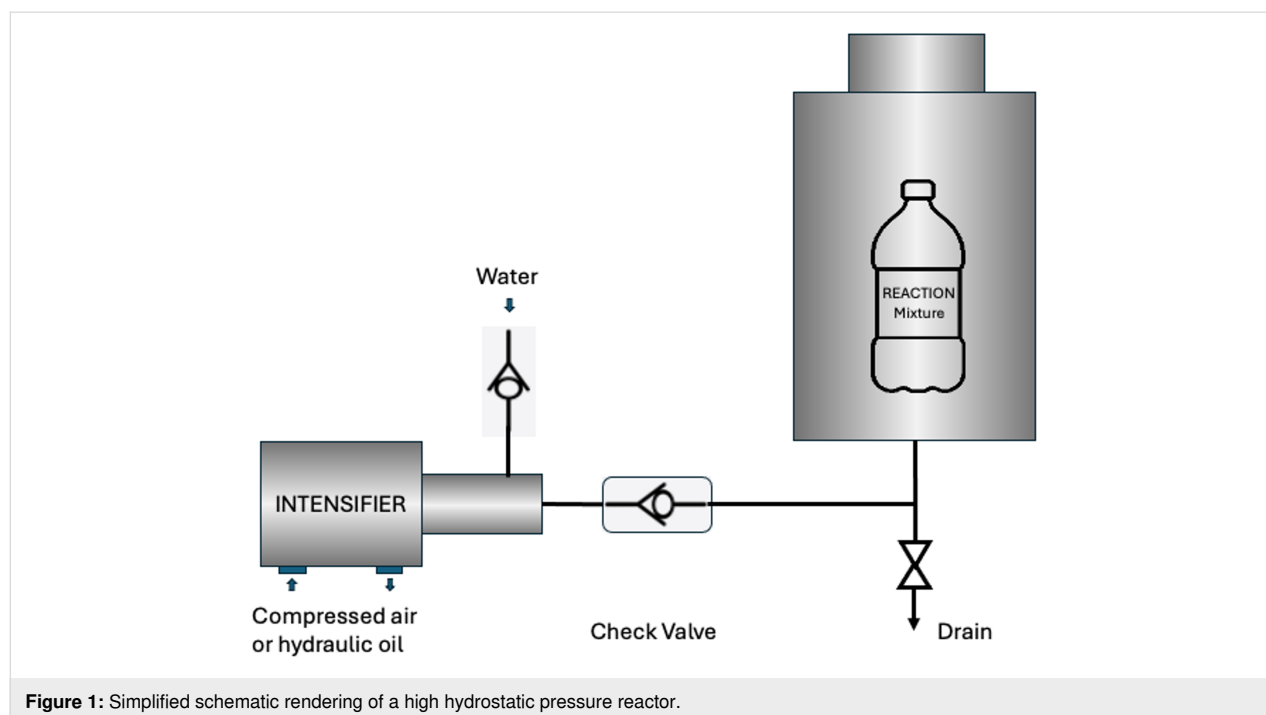 Water
REACTION
Mixture
INTENSIFIER
Compressed air
or hydraulic oil
Check Valve
Drain
Figure 1: Simplified schematic rendering of a high hydrostatic pressure reactor.